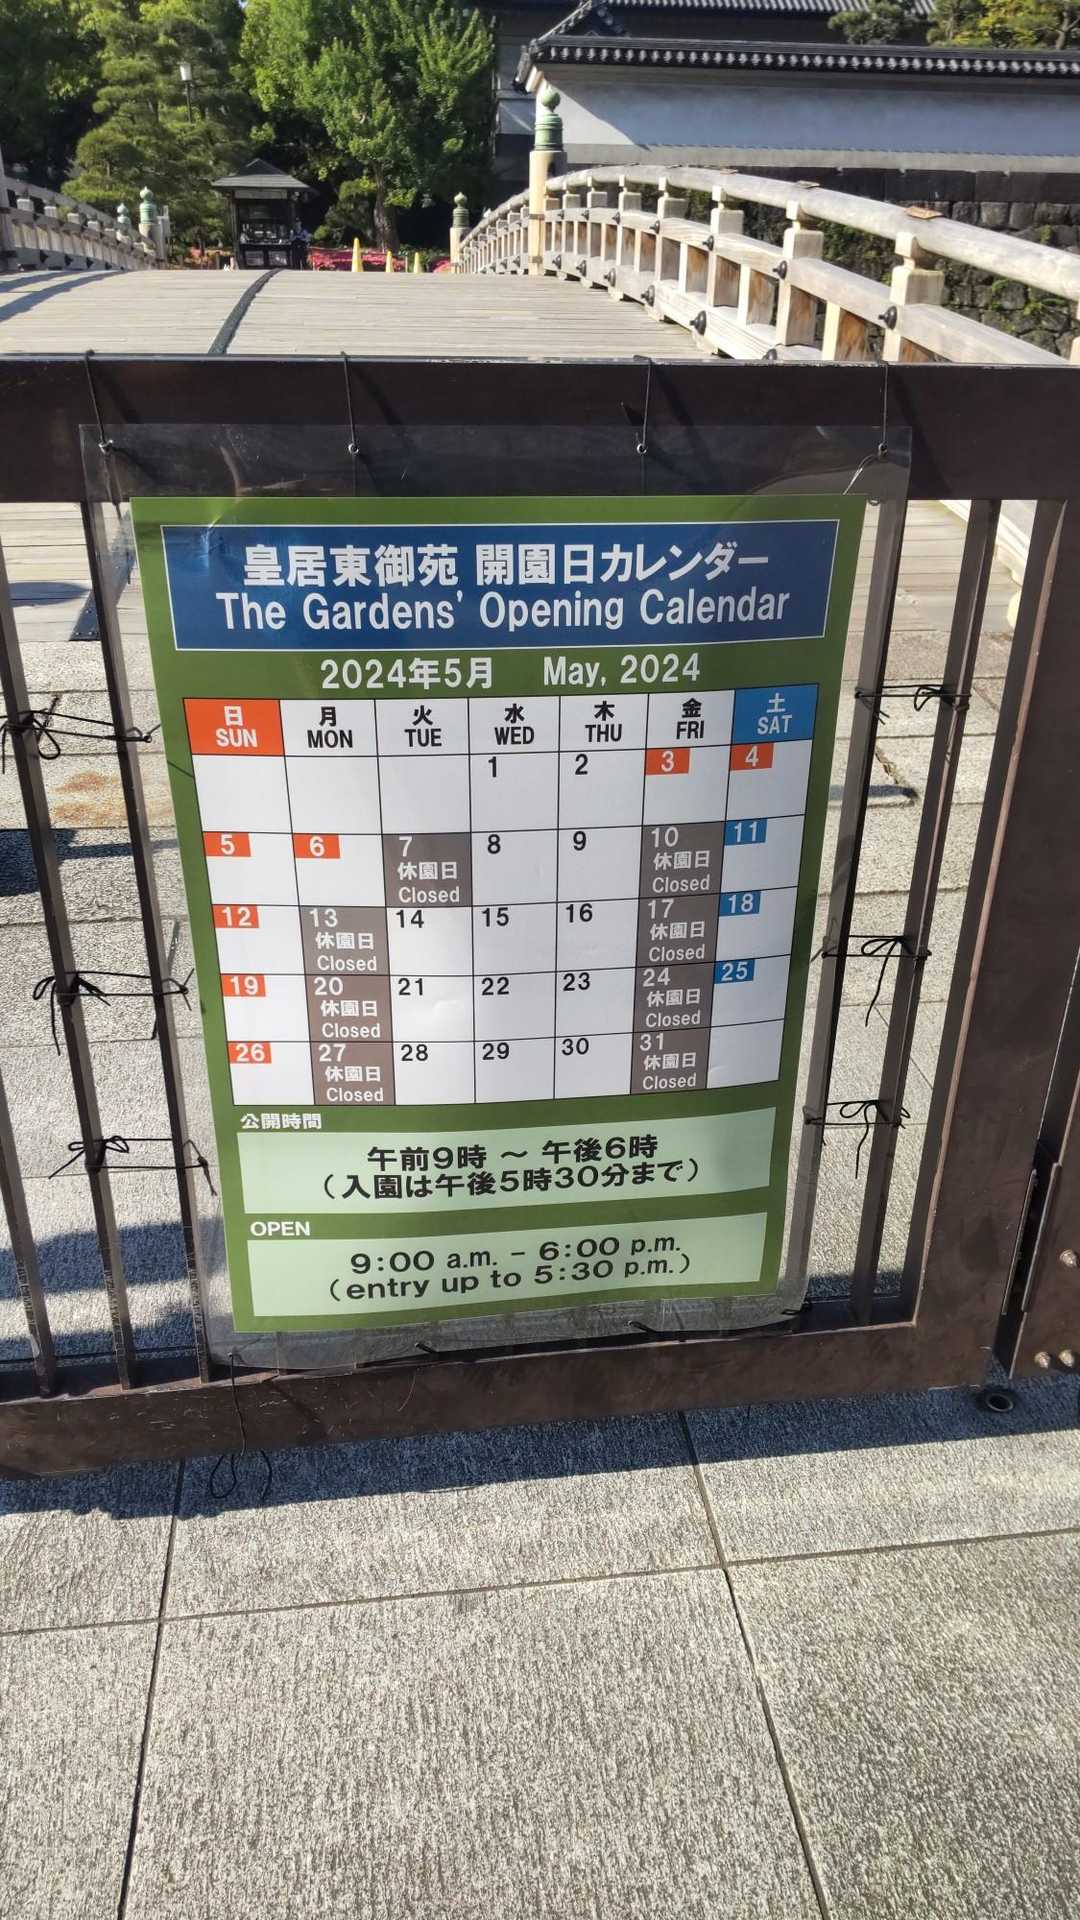 皇居東御苑 開園日カレンダー
The Gardens' Opening Calendar
2024年5月 May, 2024
日 月 火 水 木 金 土
SUN MON TUE WED THU FRI SAT
1 2 3 4
5 6 7 8 9 10 11
休園日 休園日
Closed Closed
12 13 14 15 16 17 18
休園日 休園日
Closed Closed
19 20 21 22 23 24 25
休園日 休園日
Closed Closed
26 27 28 29 30 31
休園日 休園日
Closed Closed
公開時間
午前9時 ～ 午後6時
（入園は午後5時30分まで）
OPEN
9:00 a.m. - 6:00 p.m.
(entry up to 5:30 p.m.)